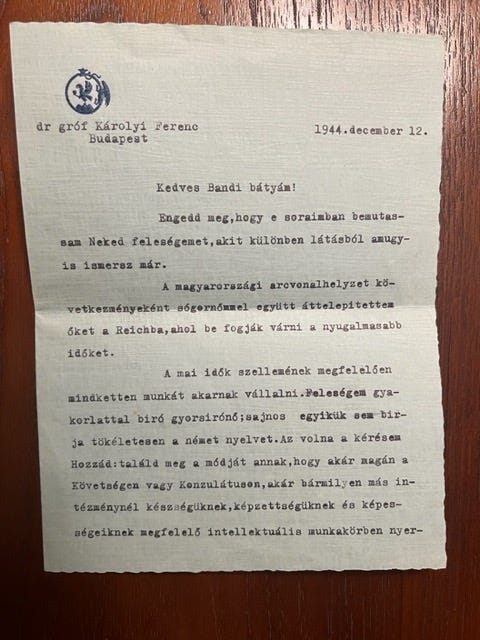 dr gróf Károlyi Ferenc
Budapest
1944.december 12.
Kedves Bandi bátyám!
Engedd meg,hogy e soraimban bemutas-
sam Neked feleségemet,akit különben látásból amugy-
is ismersz már.
A magyarországi arcvonalhelyzet kö-
vetkezményeként sógornőmmel együtt áttelepitettem
őket a Reichba,ahol be fogják várni a nyugalmasabb
időket.
A mai idők szellemének megfelelően
mindketten munkát akarnak vállalni.Feleségem gya-
korlattal biró gyorsirónő;sajnos egyikük sem bir-
ja tökéletesen a német nyelvet.Az volna a kérésem
Hozzád:találd meg a módját annak,hogy akár magán a
Követségen vagy Konzulátuson,akár bármilyen más in-
tézménynél készségüknek,képzettségüknek és képes-
ségeiknek megfelelő intellektuális munkakörben nyer-